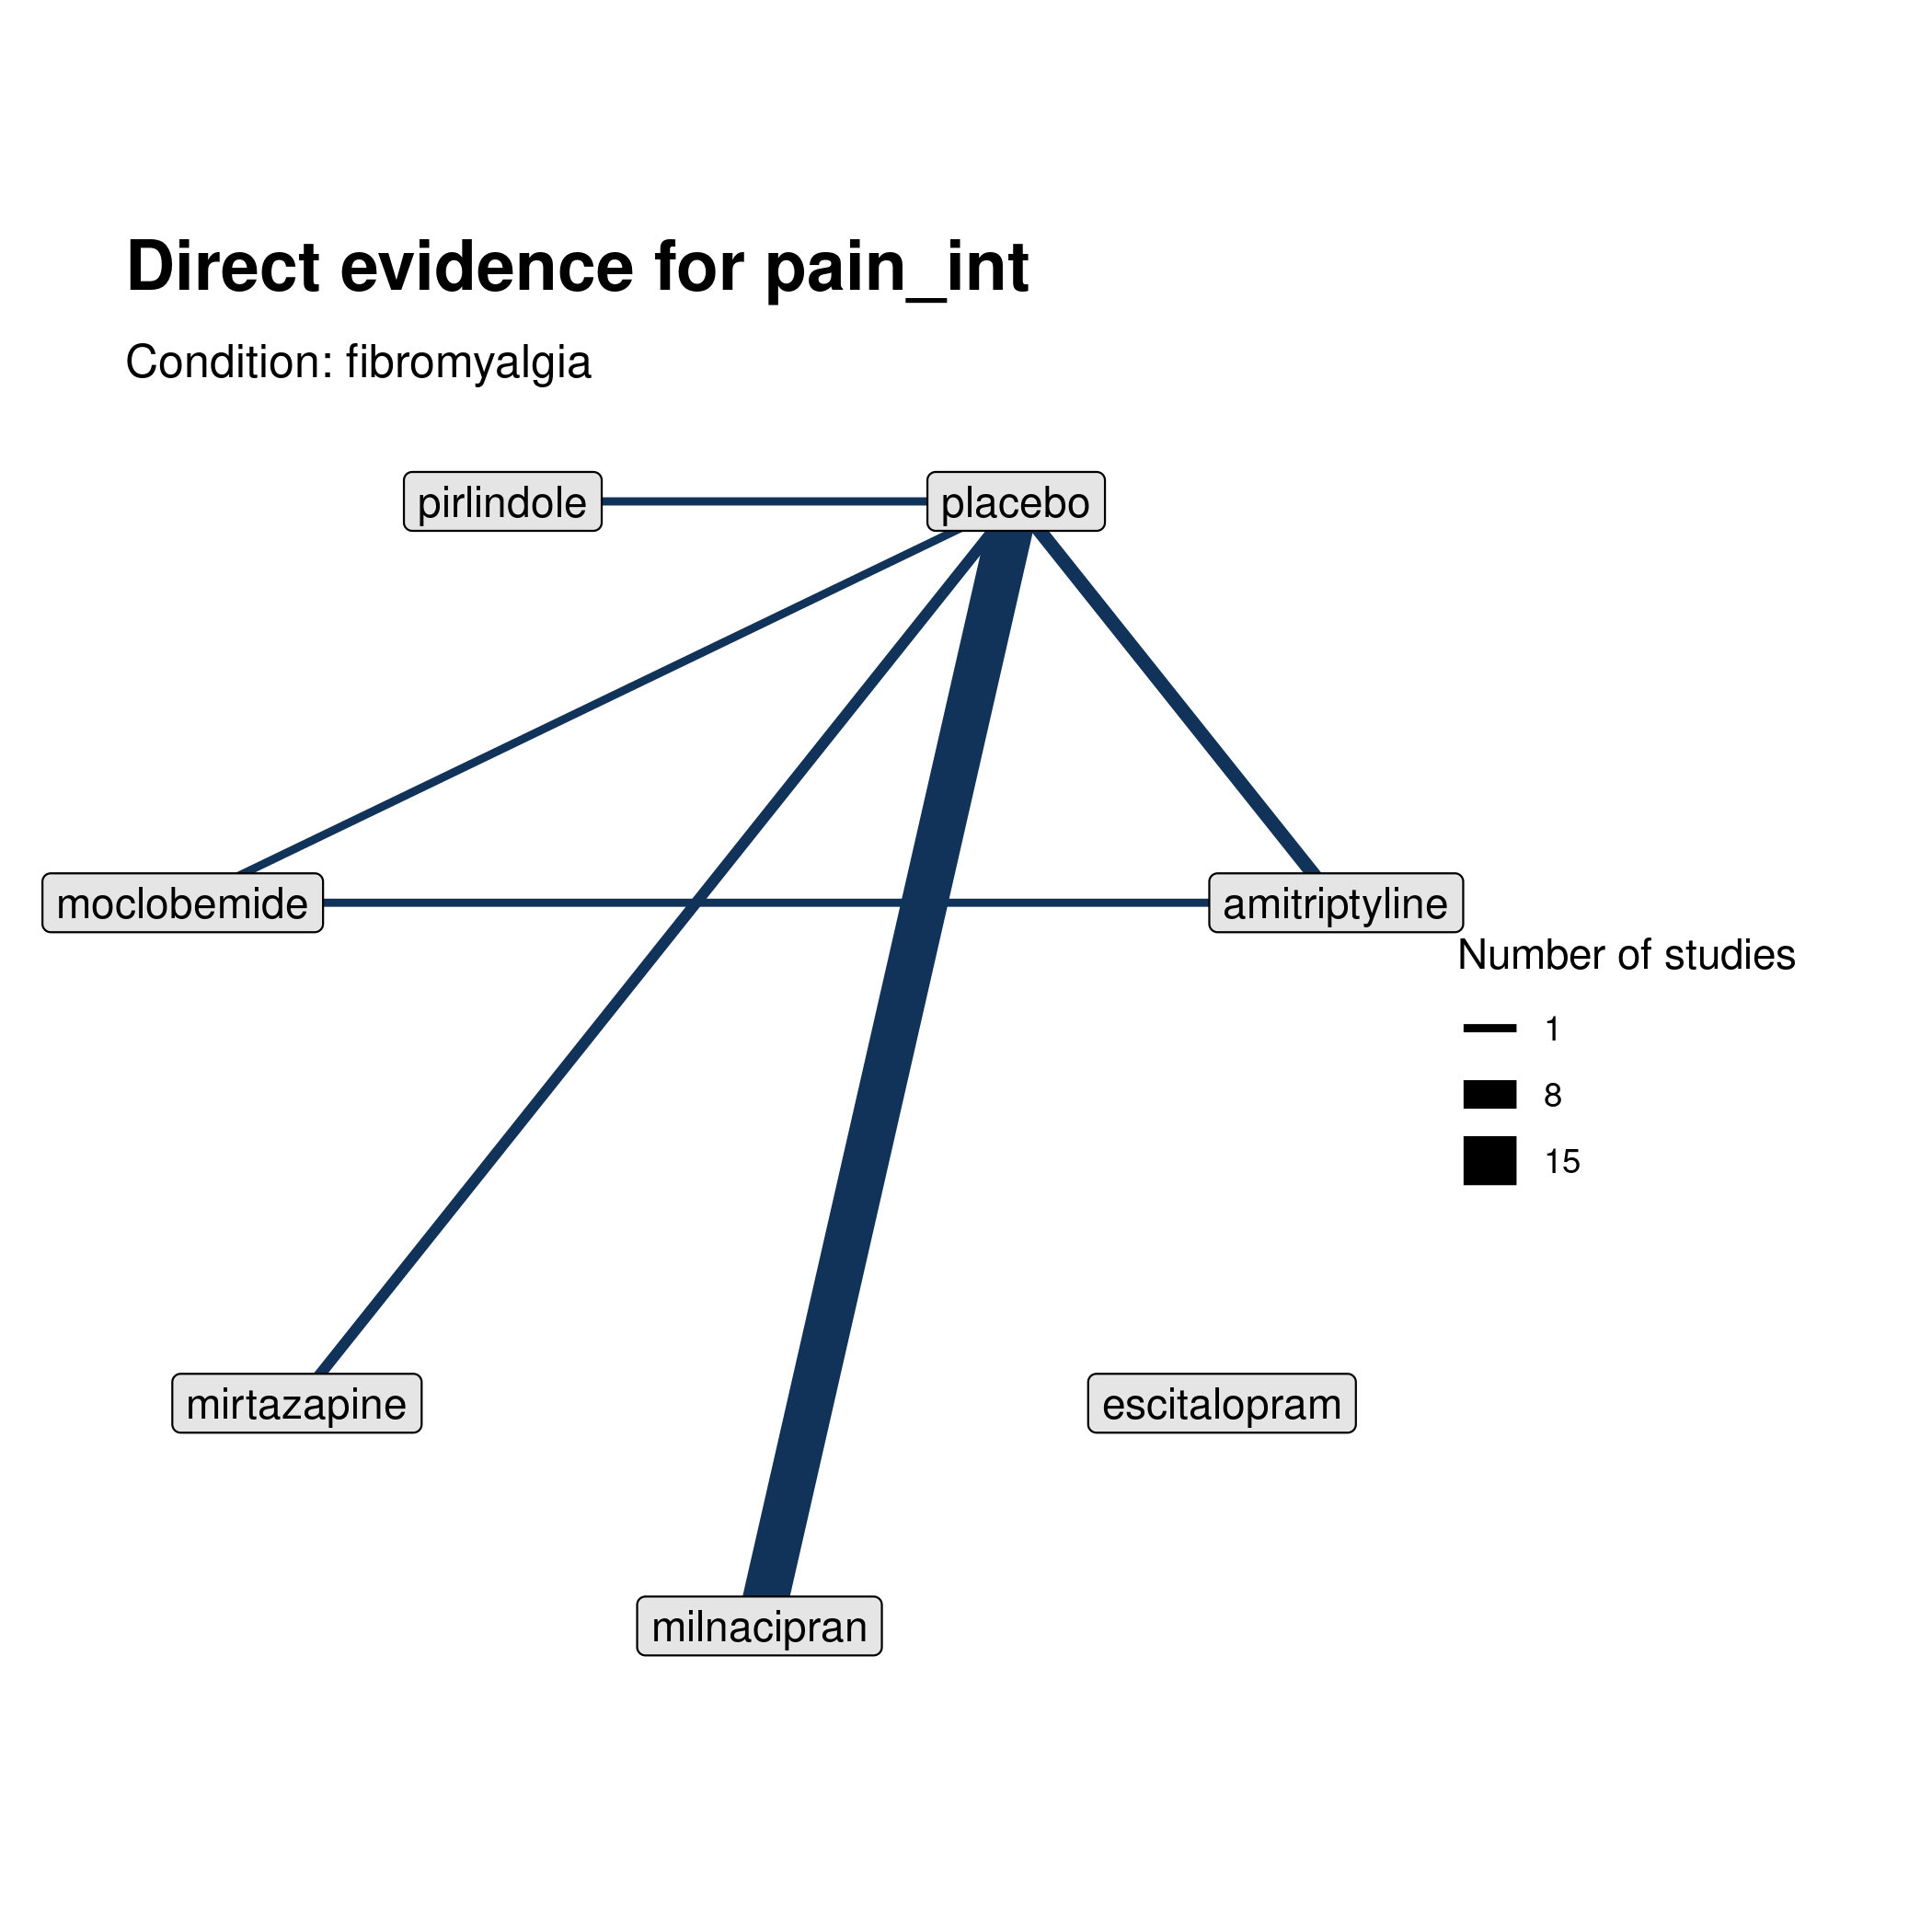 Direct evidence for pain_int
Condition: fibromyalgia
pirlindole
placebo
moclobemide
amitriptyline
Number of studies
1
8
15
mirtazapine
escitalopram
milnacipran